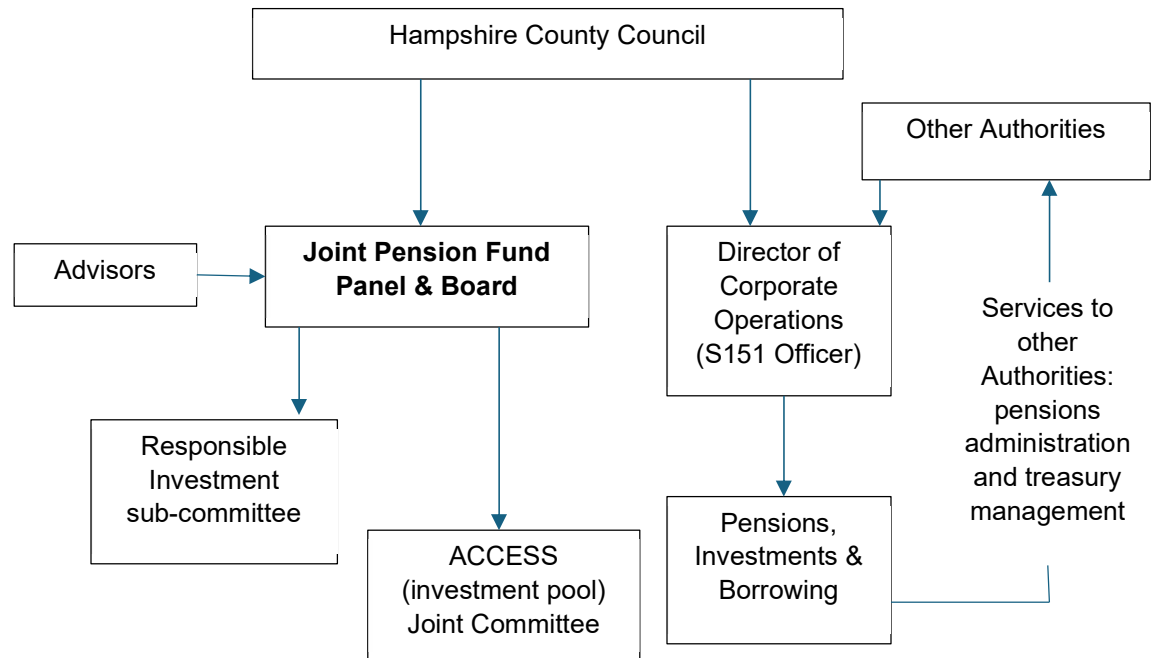 Hampshire County Council
Other Authorities
Advisors
Joint Pension Fund
Panel & Board
Director of
Corporate
Operations
(S151 Officer)
Services to
other
Authorities:
pensions
administration
and treasury
management
Responsible
Investment
sub-committee
ACCESS
(investment pool)
Joint Committee
Pensions,
Investments &
Borrowing